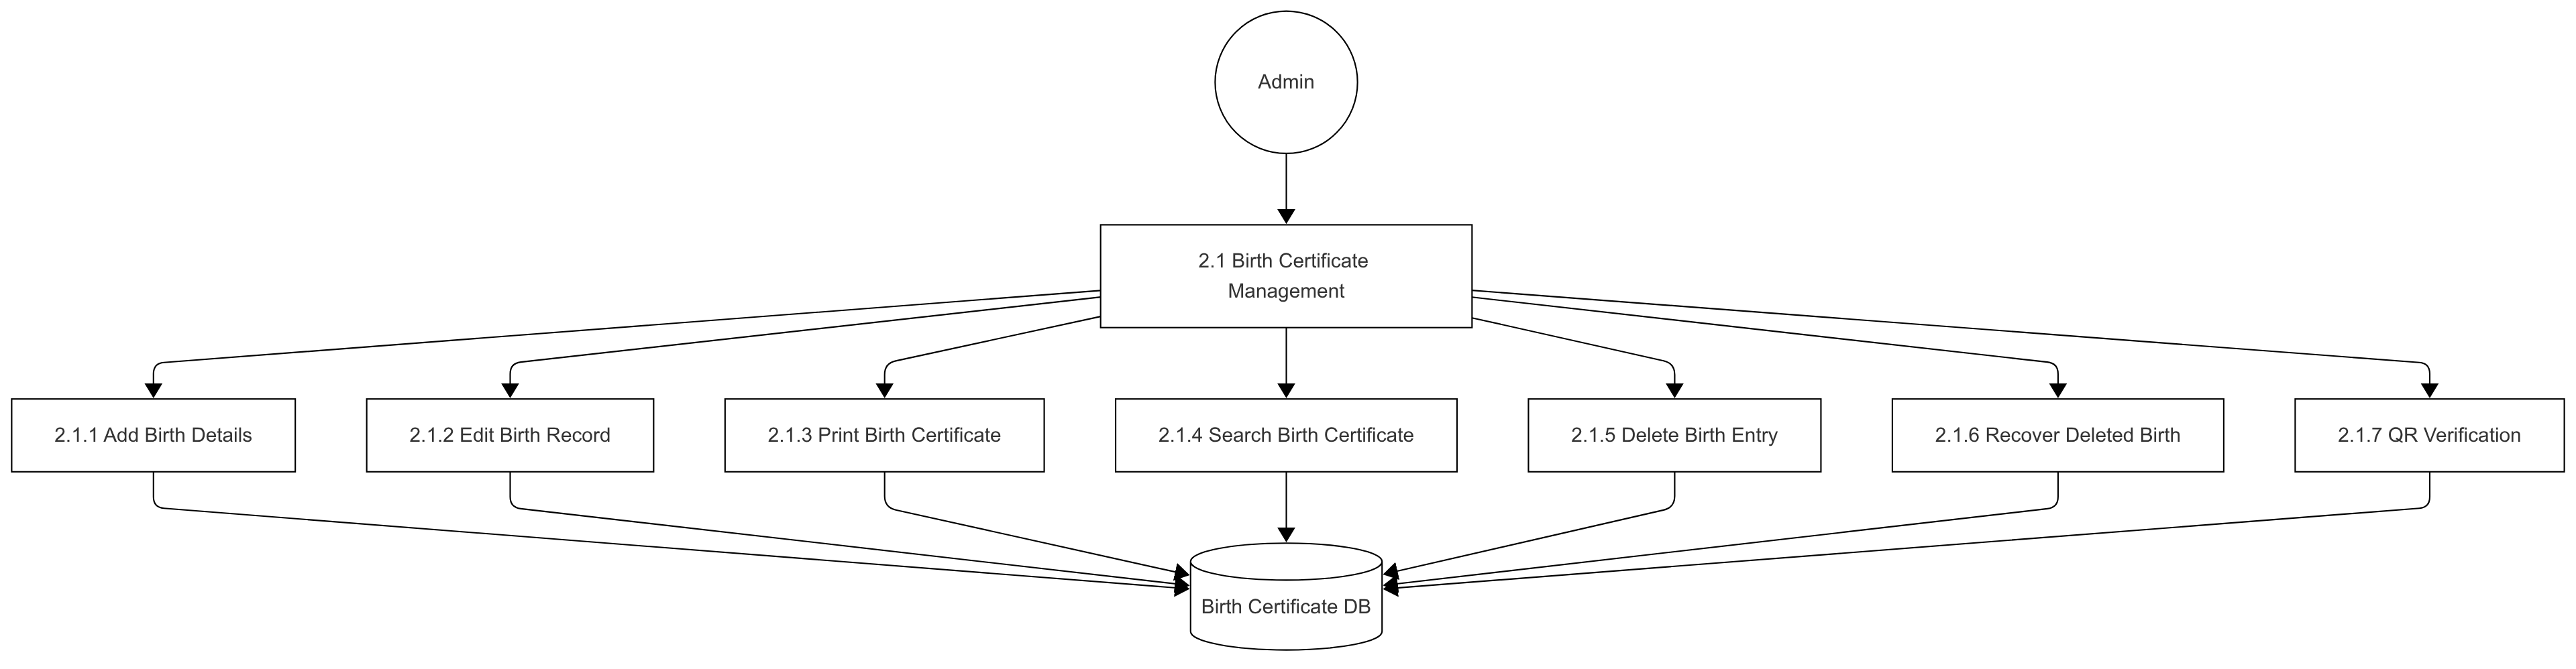 Admin
2.1 Birth Certificate
Management
2.1.1 Add Birth Details
2.1.2 Edit Birth Record
2.1.3 Print Birth Certificate
2.1.4 Search Birth Certificate
2.1.5 Delete Birth Entry
2.1.6 Recover Deleted Birth
2.1.7 QR Verification
Birth Certificate DB